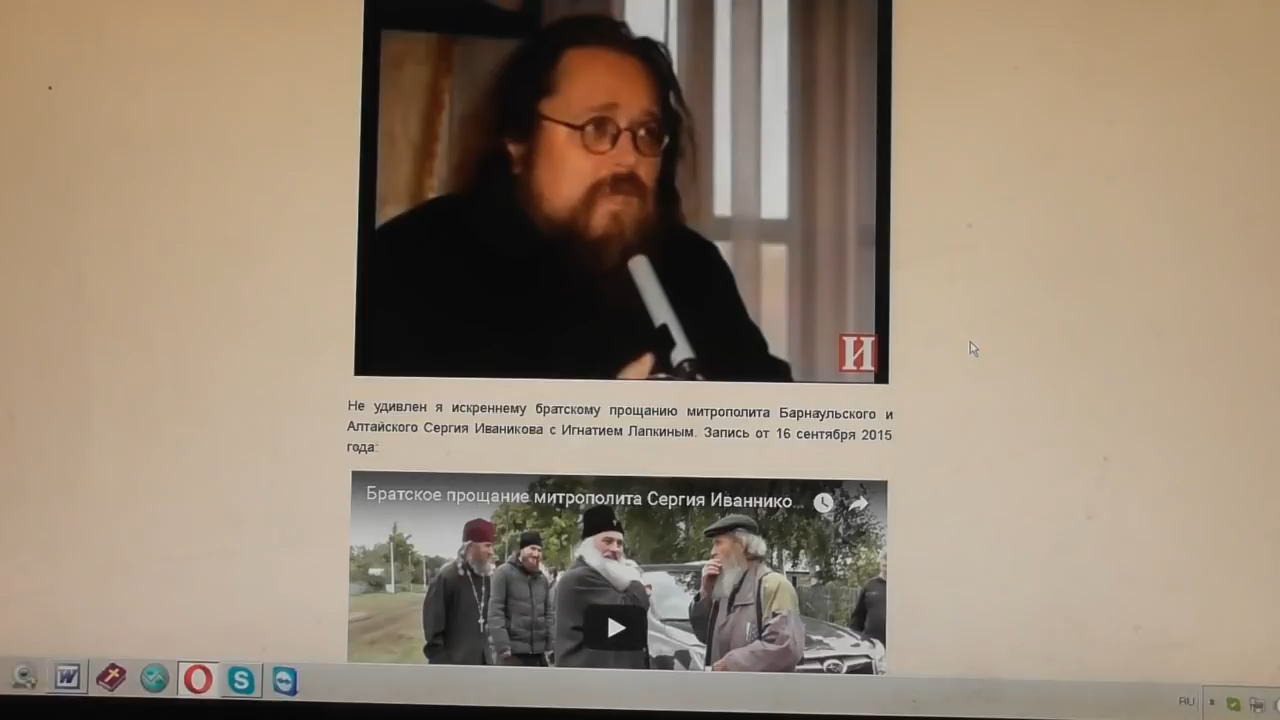 И
Не удивлен я искреннему братскому прощанию митрополита Барнаульского и
Алтайского Сергия Иваникова с Игнатием Лапкиным. Запись от 16 сентября 2015
года:
Братское прощание митрополита Сергия Иваннико...
RU